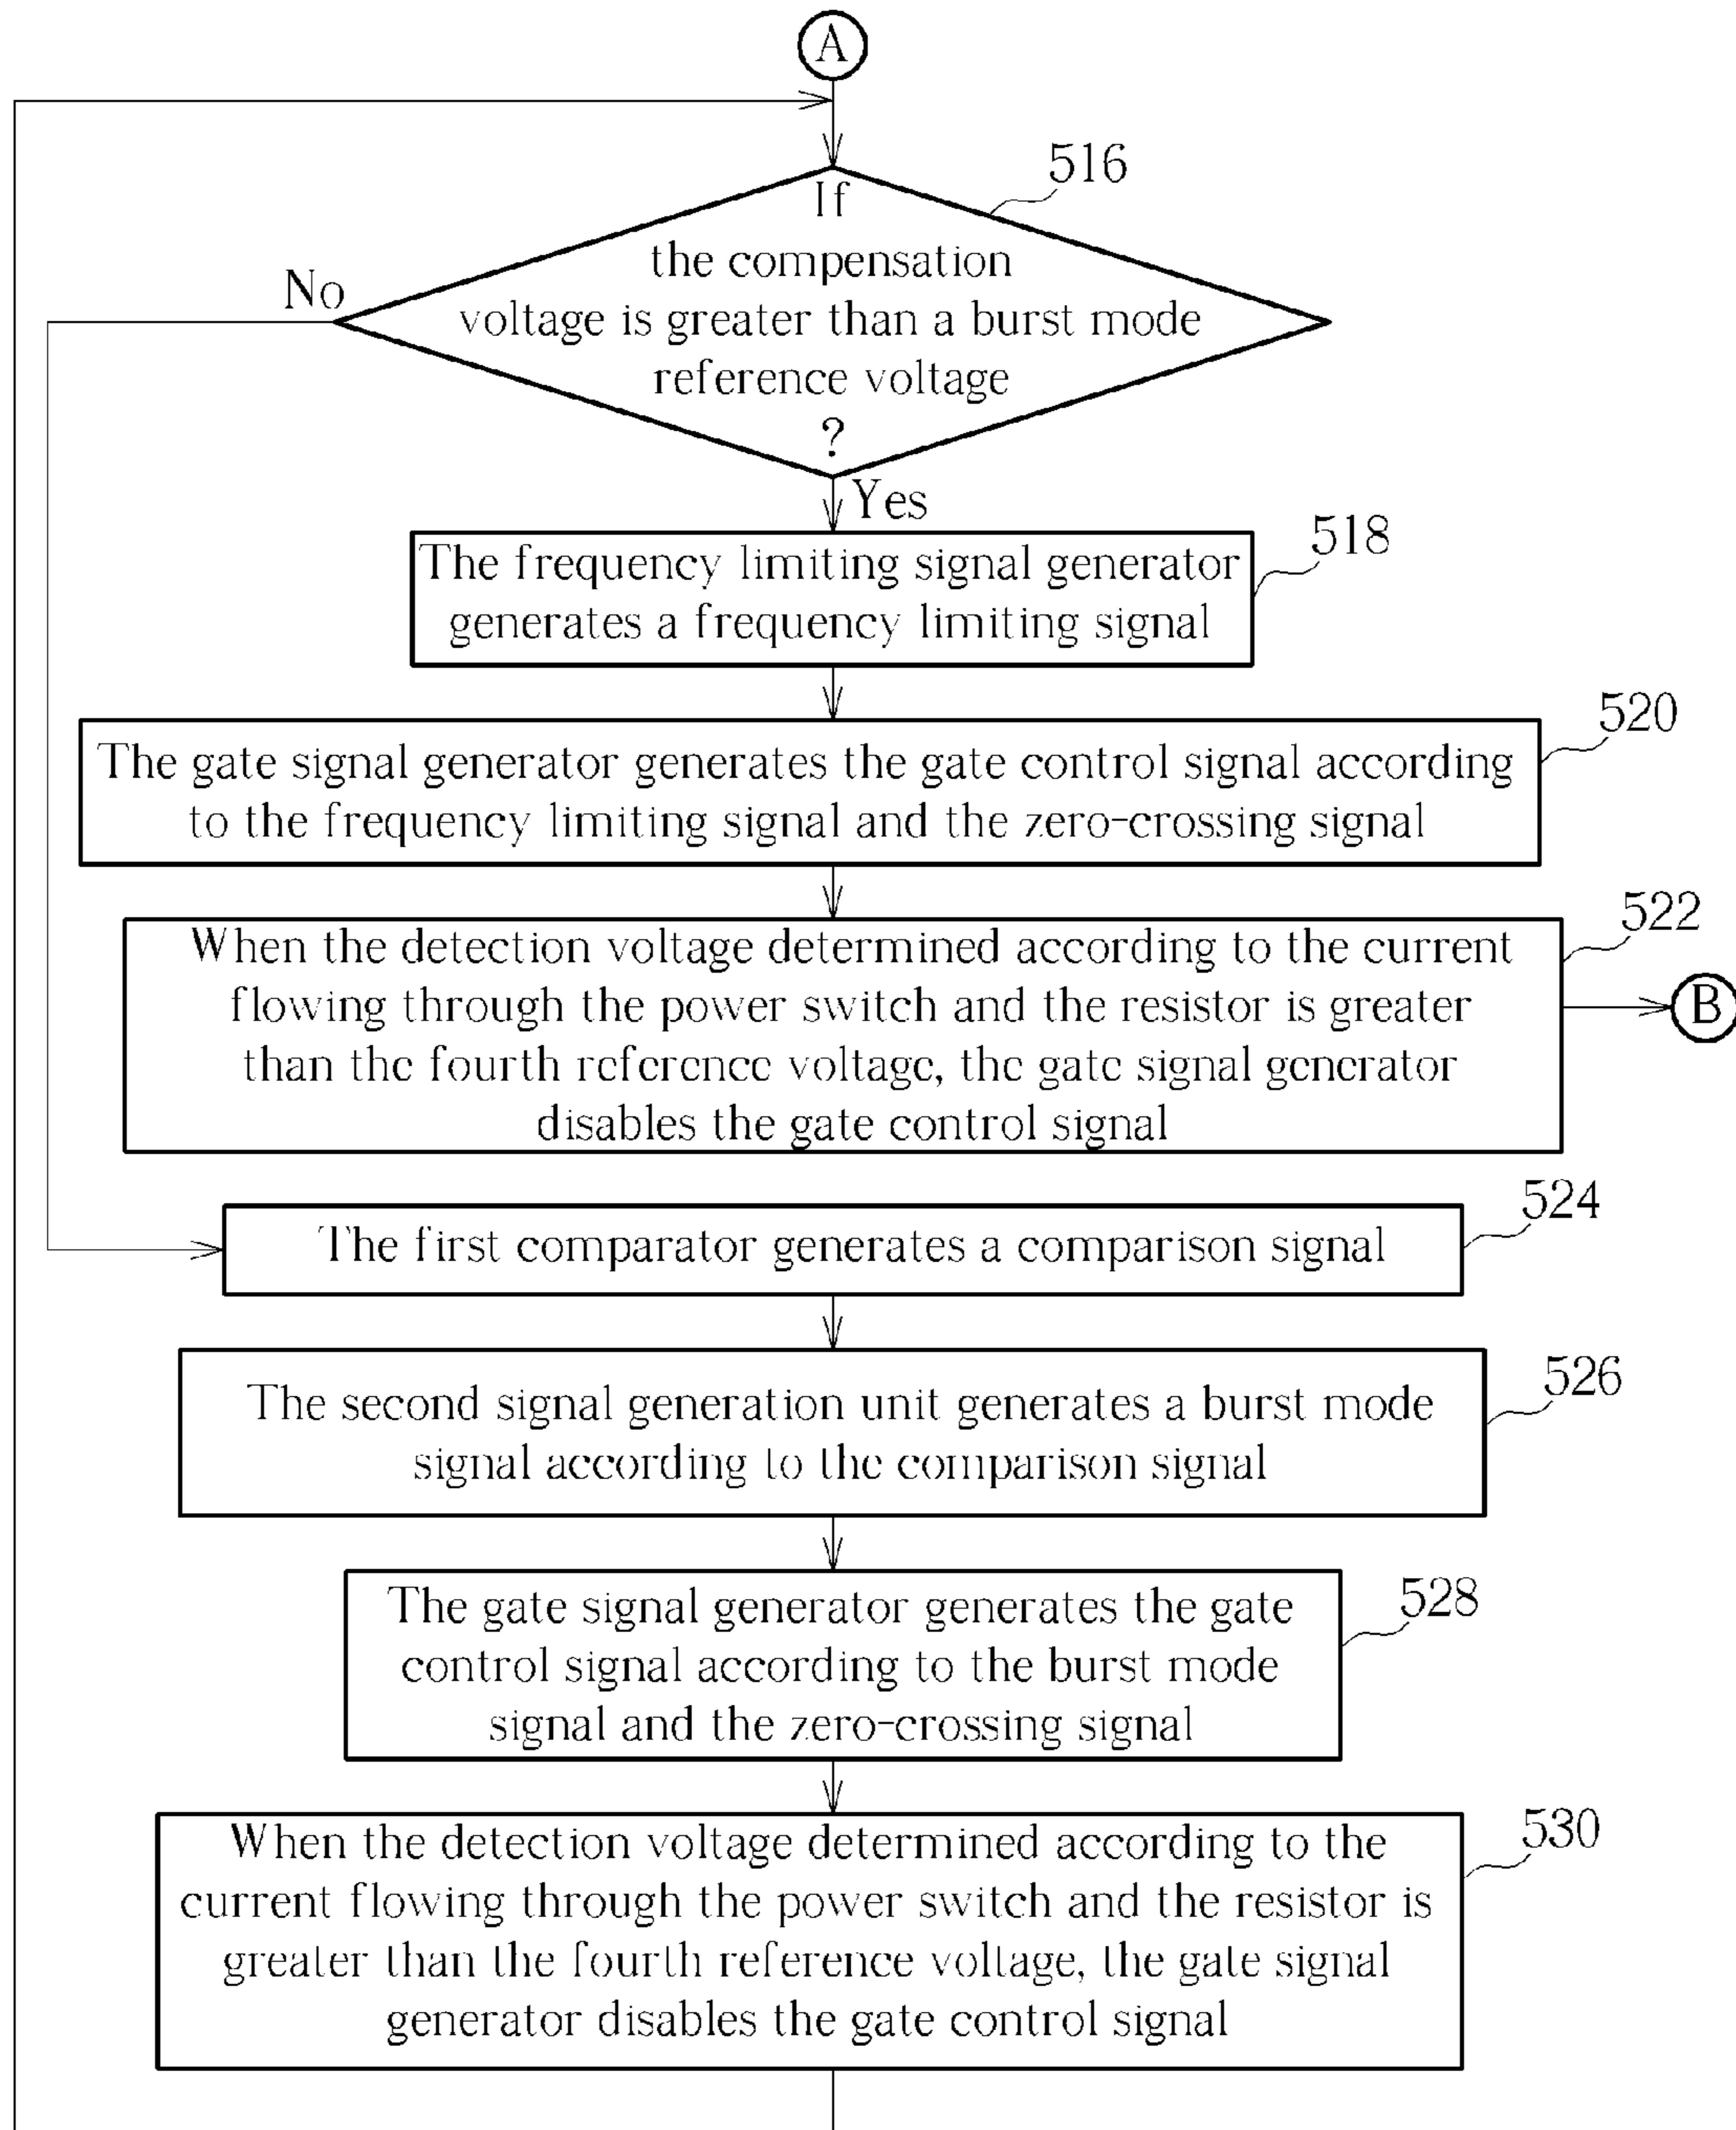 A
516
If
the compensation
voltage is greater than a burst mode
reference voltage
?
No
Yes
518
The frequency limiting signal generator
generates a frequency limiting signal
520
The gate signal generator generates the gate control signal according
to the frequency limiting signal and the zero-crossing signal
522
When the detection voltage determined according to the current
flowing through the power switch and the resistor is greater
than the fourth reference voltage, the gate signal generator
disables the gate control signal
B
524
The first comparator generates a comparison signal
526
The second signal generation unit generates a burst mode
signal according to the comparison signal
528
The gate signal generator generates the gate
control signal according to the burst mode
signal and the zero-crossing signal
530
When the detection voltage determined according to the
current flowing through the power switch and the resistor is
greater than the fourth reference voltage, the gate signal
generator disables the gate control signal